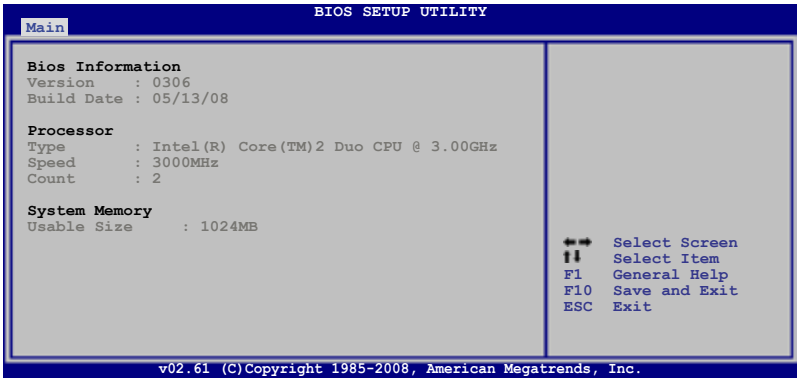 BIOS SETUP UTILITY
Main
Bios Information
Version : 0306
Build Date : 05/13/08
Processor
Type : Intel(R) Core(TM)2 Duo CPU @ 3.00GHz
Speed : 3000MHz
Count : 2
System Memory
Usable Size : 1024MB
←→ Select Screen
↑↓ Select Item
F1 General Help
F10 Save and Exit
ESC Exit
v02.61 (C)Copyright 1985-2008, American Megatrends, Inc.